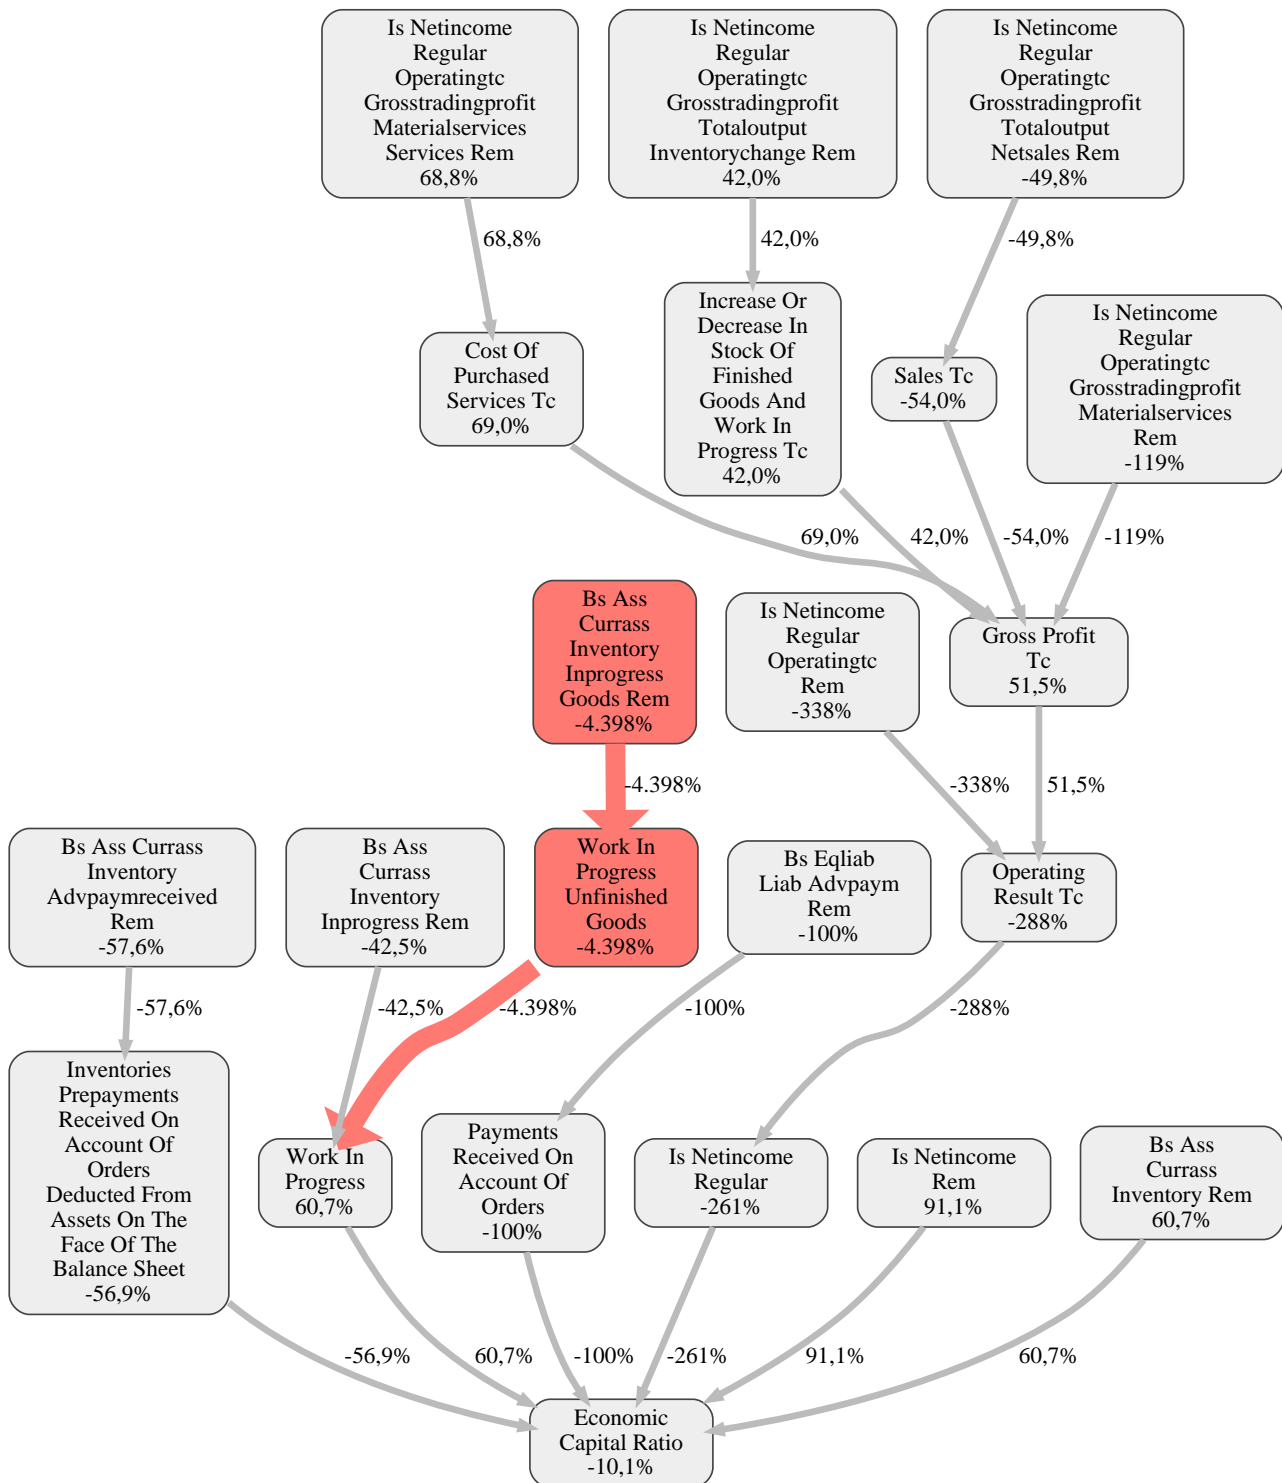 Is Netincome
Regular
Operatingtc
Grosstradingprofit
Materialservices
Services Rem
68,8%
Is Netincome
Regular
Operatingtc
Grosstradingprofit
Totaloutput
Inventorychange Rem
42,0%
Is Netincome
Regular
Operatingtc
Grosstradingprofit
Totaloutput
Netsales Rem
-49,8%
68,8%
42,0%
-49,8%
Cost Of
Purchased
Services Tc
69,0%
Increase Or
Decrease In
Stock Of
Finished
Goods And
Work In
Progress Tc
42,0%
Sales Tc
-54,0%
Is Netincome
Regular
Operatingtc
Grosstradingprofit
Materialservices
Rem
-119%
69,0%
42,0%
-54,0%
-119%
Bs Ass
Currass
Inventory
Inprogress
Goods Rem
-4.398%
Is Netincome
Regular
Operatingtc
Rem
-338%
Gross Profit
Tc
51,5%
-4.398%
-338%
51,5%
Bs Ass Currass
Inventory
Advpaymreceived
Rem
-57,6%
Bs Ass
Currass
Inventory
Inprogress Rem
-42,5%
Work In
Progress
Unfinished
Goods
-4.398%
Bs Eqliab
Liab Advpaym
Rem
-100%
Operating
Result Tc
-288%
-57,6%
-42,5%
-4.398%
-100%
-288%
Inventories
Prepayments
Received On
Account Of
Orders
Deducted From
Assets On The
Face Of The
Balance Sheet
-56,9%
Work In
Progress
60,7%
Payments
Received On
Account Of
Orders
-100%
Is Netincome
Regular
-261%
Is Netincome
Rem
91,1%
Bs Ass
Currass
Inventory Rem
60,7%
-56,9%
60,7%
-100%
-261%
91,1%
60,7%
Economic
Capital Ratio
-10,1%